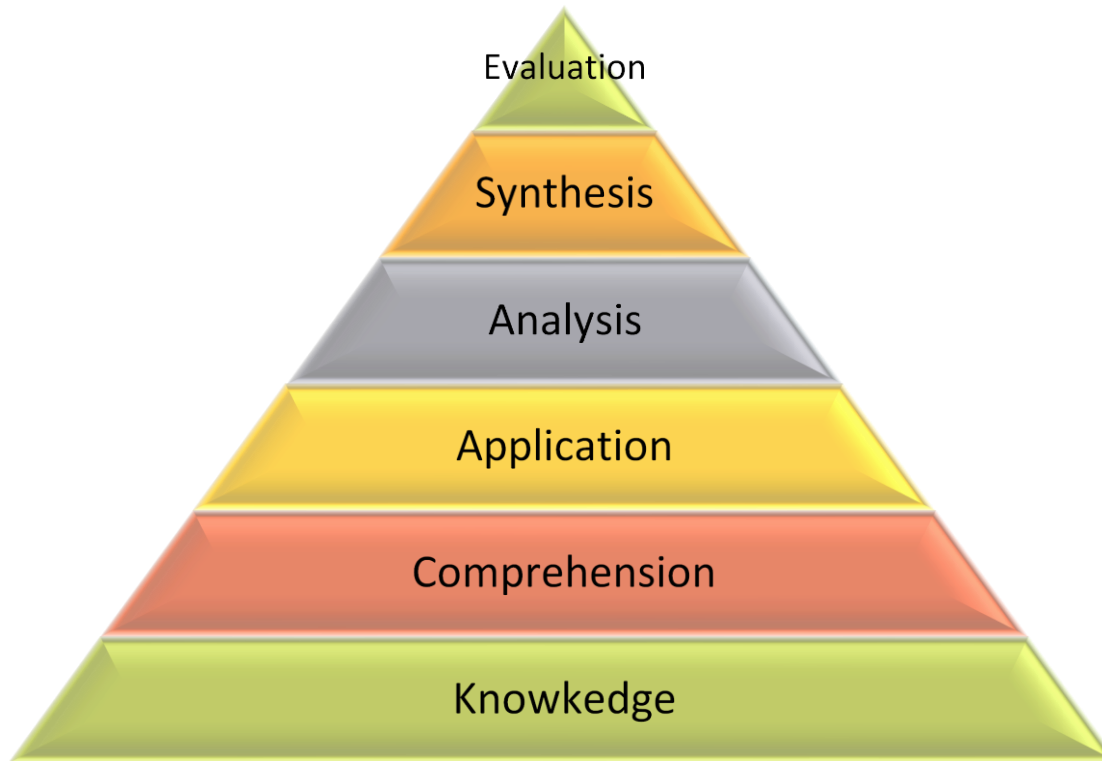 Evaluation
Synthesis
Analysis
Application
Comprehension
Knowkedge